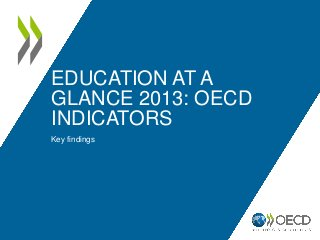 EDUCATION AT A
GLANCE 2013: OECD
INDICATORS
Key findings
OECD